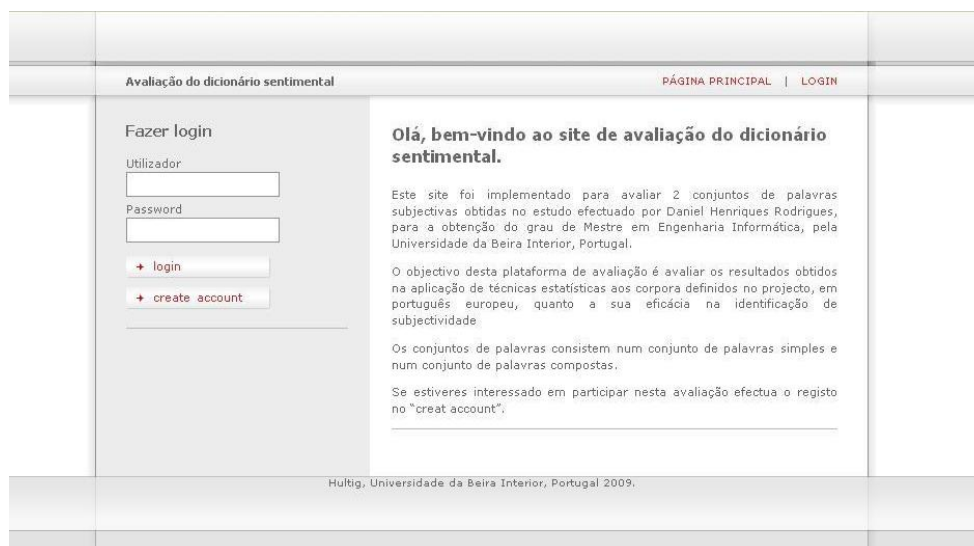 Avaliação do dicionário sentimental
PÁGINA PRINCIPAL | LOGIN
Fazer login
Utilizador
Password
login
create account
Olá, bem-vindo ao site de avaliação do dicionário
sentimental.
Este site foi implementado para avaliar 2 conjuntos de palavras
subjectivas obtidas no estudo efectuado por Daniel Henriques Rodrigues,
para a obtenção do grau de Mestre em Engenharia Informática, pela
Universidade da Beira Interior, Portugal.
O objectivo desta plataforma de avaliação é avaliar os resultados obtidos
na aplicação de técnicas estatísticas aos corpora definidos no projecto, em
português europeu, quanto a sua eficácia na identificação de
subjectividade
Os conjuntos de palavras consistem num conjunto de palavras simples e
num conjunto de palavras compostas.
Se estiveres interessado em participar nesta avaliação efectua o registo
no "creat account".
Hultig, Universidade da Beira Interior, Portugal 2009.